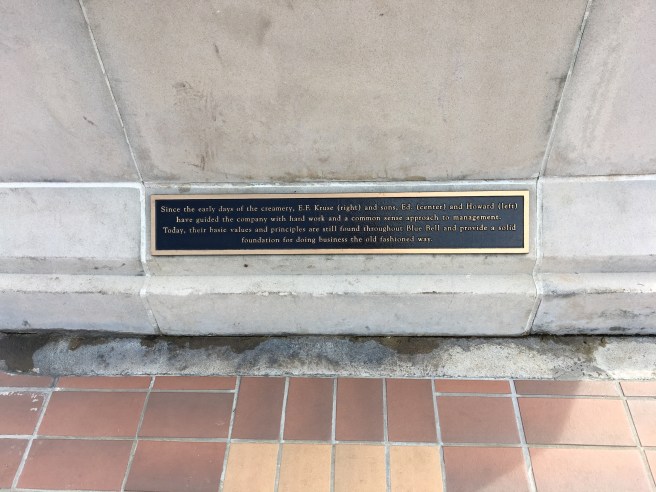 Since the early days of the creamery, E.F. Kruse (right) and sons, Ed. (center) and Howard (left)
have guided the company with hard work and a common sense approach to management.
Today, their basic values and principles are still found throughout Blue Bell and provide a solid
foundation for doing business the old fashioned way.